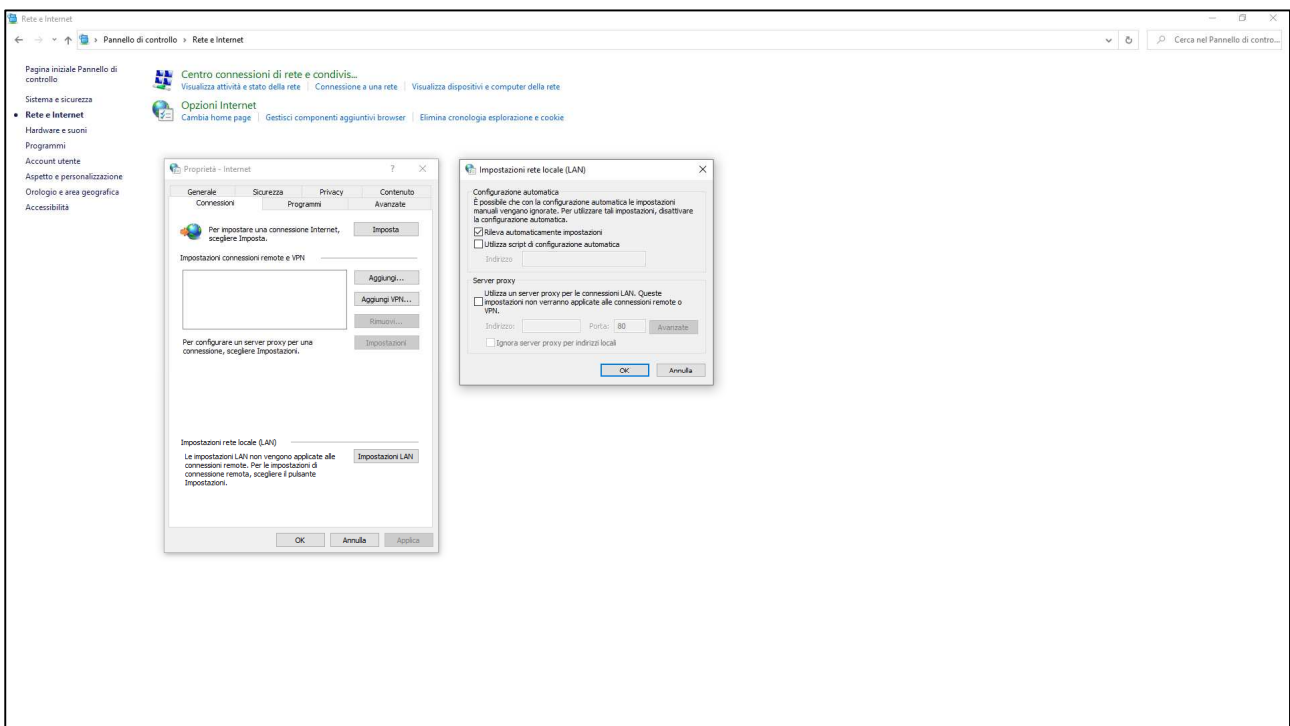 Rete e Internet
Pannello di controllo > Rete e Internet
Cerca nel Pannello di contro...
Pagina iniziale Pannello di
controllo
Sistema e sicurezza
Rete e Internet
Hardware e suoni
Programmi
Account utente
Aspetto e personalizzazione
Orologio e area geografica
Accessibilità
Centro connessioni di rete e condivis...
Visualizza attività e stato della rete | Connessione a una rete | Visualizza dispositivi e computer della rete
Opzioni Internet
Cambia home page | Gestisci componenti aggiuntivi browser | Elimina cronologia esplorazione e cookie
Proprietà - Internet
Generale Sicurezza Privacy Contenuto
Connessioni Programmi Avanzate
Per impostare una connessione Internet,
scegliere Imposta.
Imposta
Impostazioni connessioni remote e VPN
Aggiungi...
Aggiungi VPN...
Rimuovi...
Per configurare un server proxy per una
connessione, scegliere Impostazioni.
Impostazioni
Impostazioni rete locale (LAN)
Le impostazioni LAN non vengono applicate alle
connessioni remote. Per le impostazioni di
connessione remota, scegliere il pulsante
Impostazioni.
Impostazioni LAN
OK Annulla Applica
Impostazioni rete locale (LAN)
Configurazione automatica
È possibile che con la configurazione automatica le impostazioni
manuali vengano ignorate. Per utilizzare tali impostazioni, disattivare
la configurazione automatica.
Rileva automaticamente impostazioni
Utilizza script di configurazione automatica
Indirizzo
Server proxy
Utilizza un server proxy per le connessioni LAN. Queste
impostazioni non verranno applicate alle connessioni remote o
VPN.
Indirizzo: Porta: 80 Avanzate
Ignora server proxy per indirizzi locali
OK Annulla